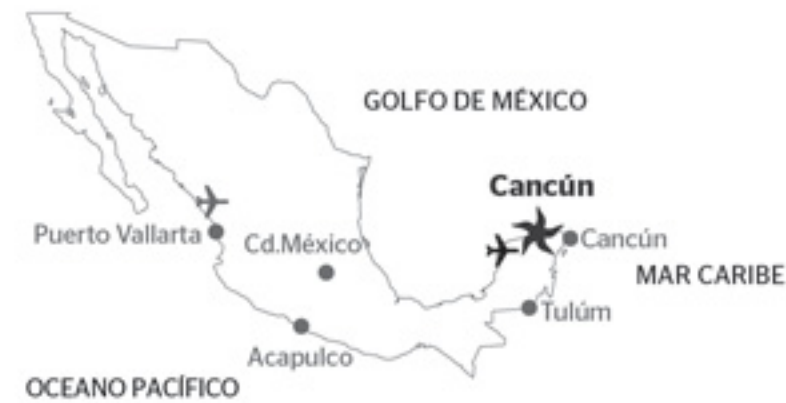 GOLFO DE MÉXICO
Cancún
Puerto Vallarta
Cd.México
Cancún
MAR CARIBE
Tulúm
Acapulco
OCEANO PACÍFICO